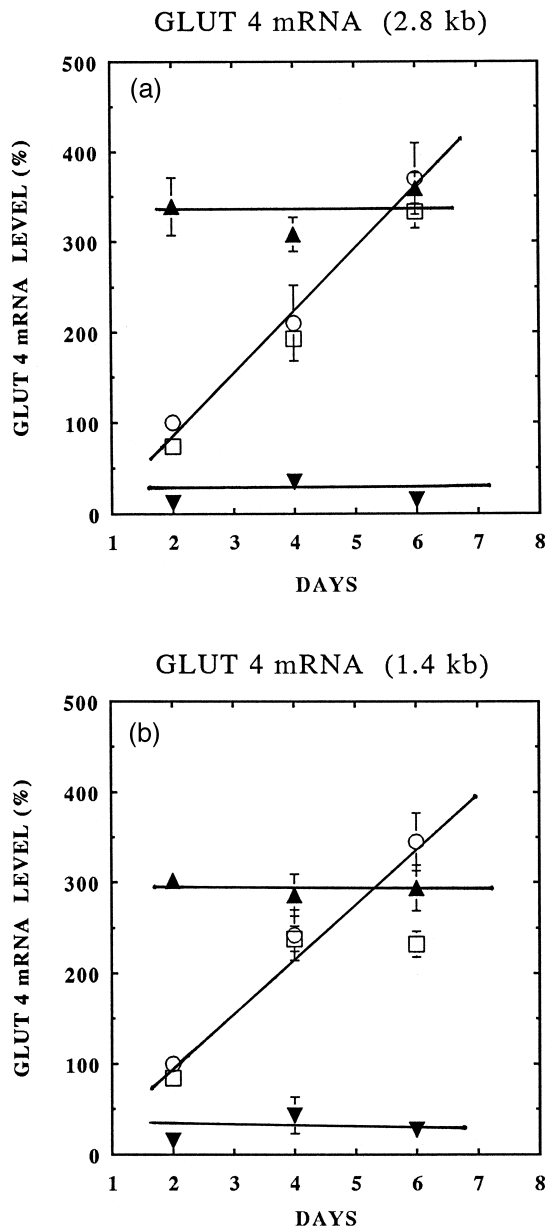 GLUT 4 mRNA (2.8 kb)
(a)
GLUT 4 mRNA LEVEL (%)
500
400
300
200
100
0
1 2 3 4 5 6 7 8
DAYS
GLUT 4 mRNA (1.4 kb)
(b)
GLUT 4 mRNA LEVEL (%)
500
400
300
200
100
0
1 2 3 4 5 6 7 8
DAYS